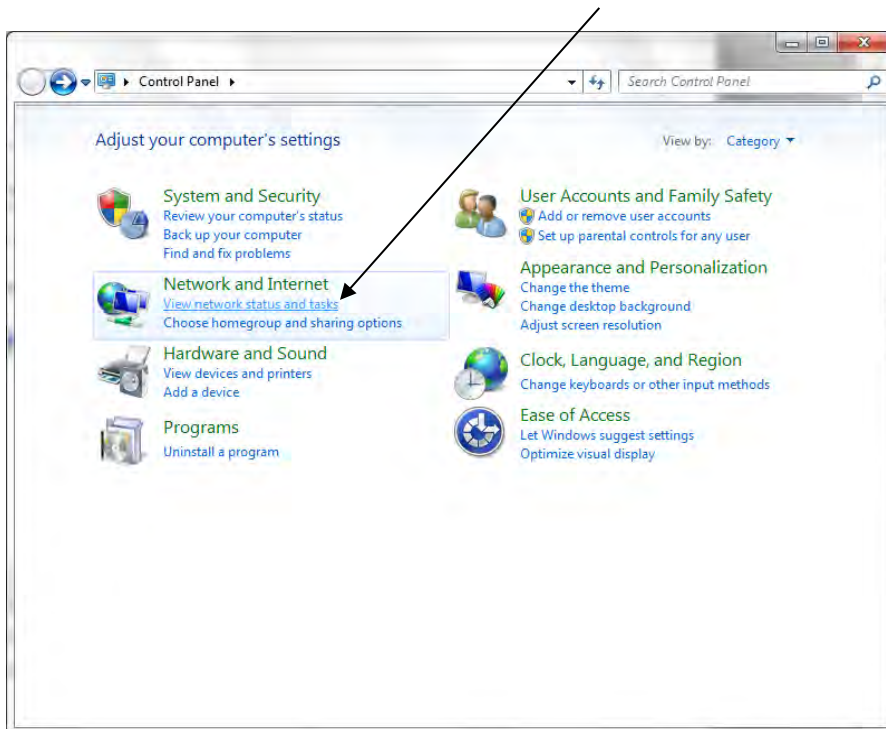 Control Panel
Search Control Panel
Adjust your computer's settings
View by: Category
System and Security
Review your computer's status
Back up your computer
Find and fix problems
Network and Internet
View network status and tasks
Choose homegroup and sharing options
Hardware and Sound
View devices and printers
Add a device
Programs
Uninstall a program
User Accounts and Family Safety
Add or remove user accounts
Set up parental controls for any user
Appearance and Personalization
Change the theme
Change desktop background
Adjust screen resolution
Clock, Language, and Region
Change keyboards or other input methods
Ease of Access
Let Windows suggest settings
Optimize visual display